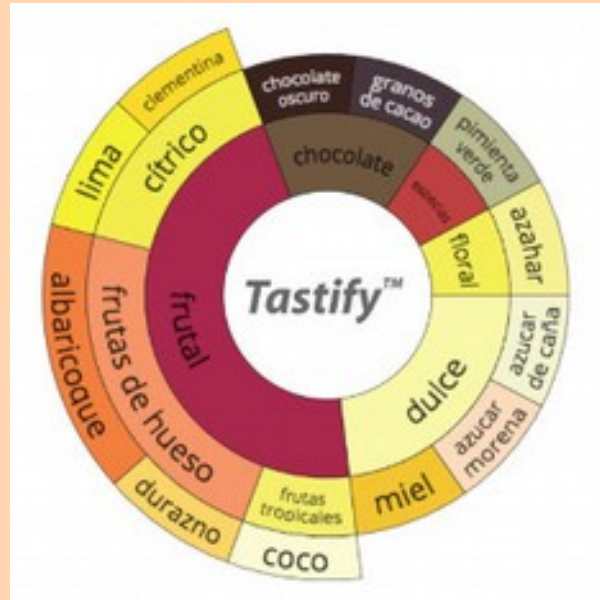 clementina
chocolate
oscuro
granos
de cacao
pimienta
verde
lima
cítrico
chocolate
especias
floral
azahar
albaricoque
frutas de hueso
frutal
Tastify™
dulce
azucar
de caña
azucar
morena
durazno
frutas
tropicales
miel
coco